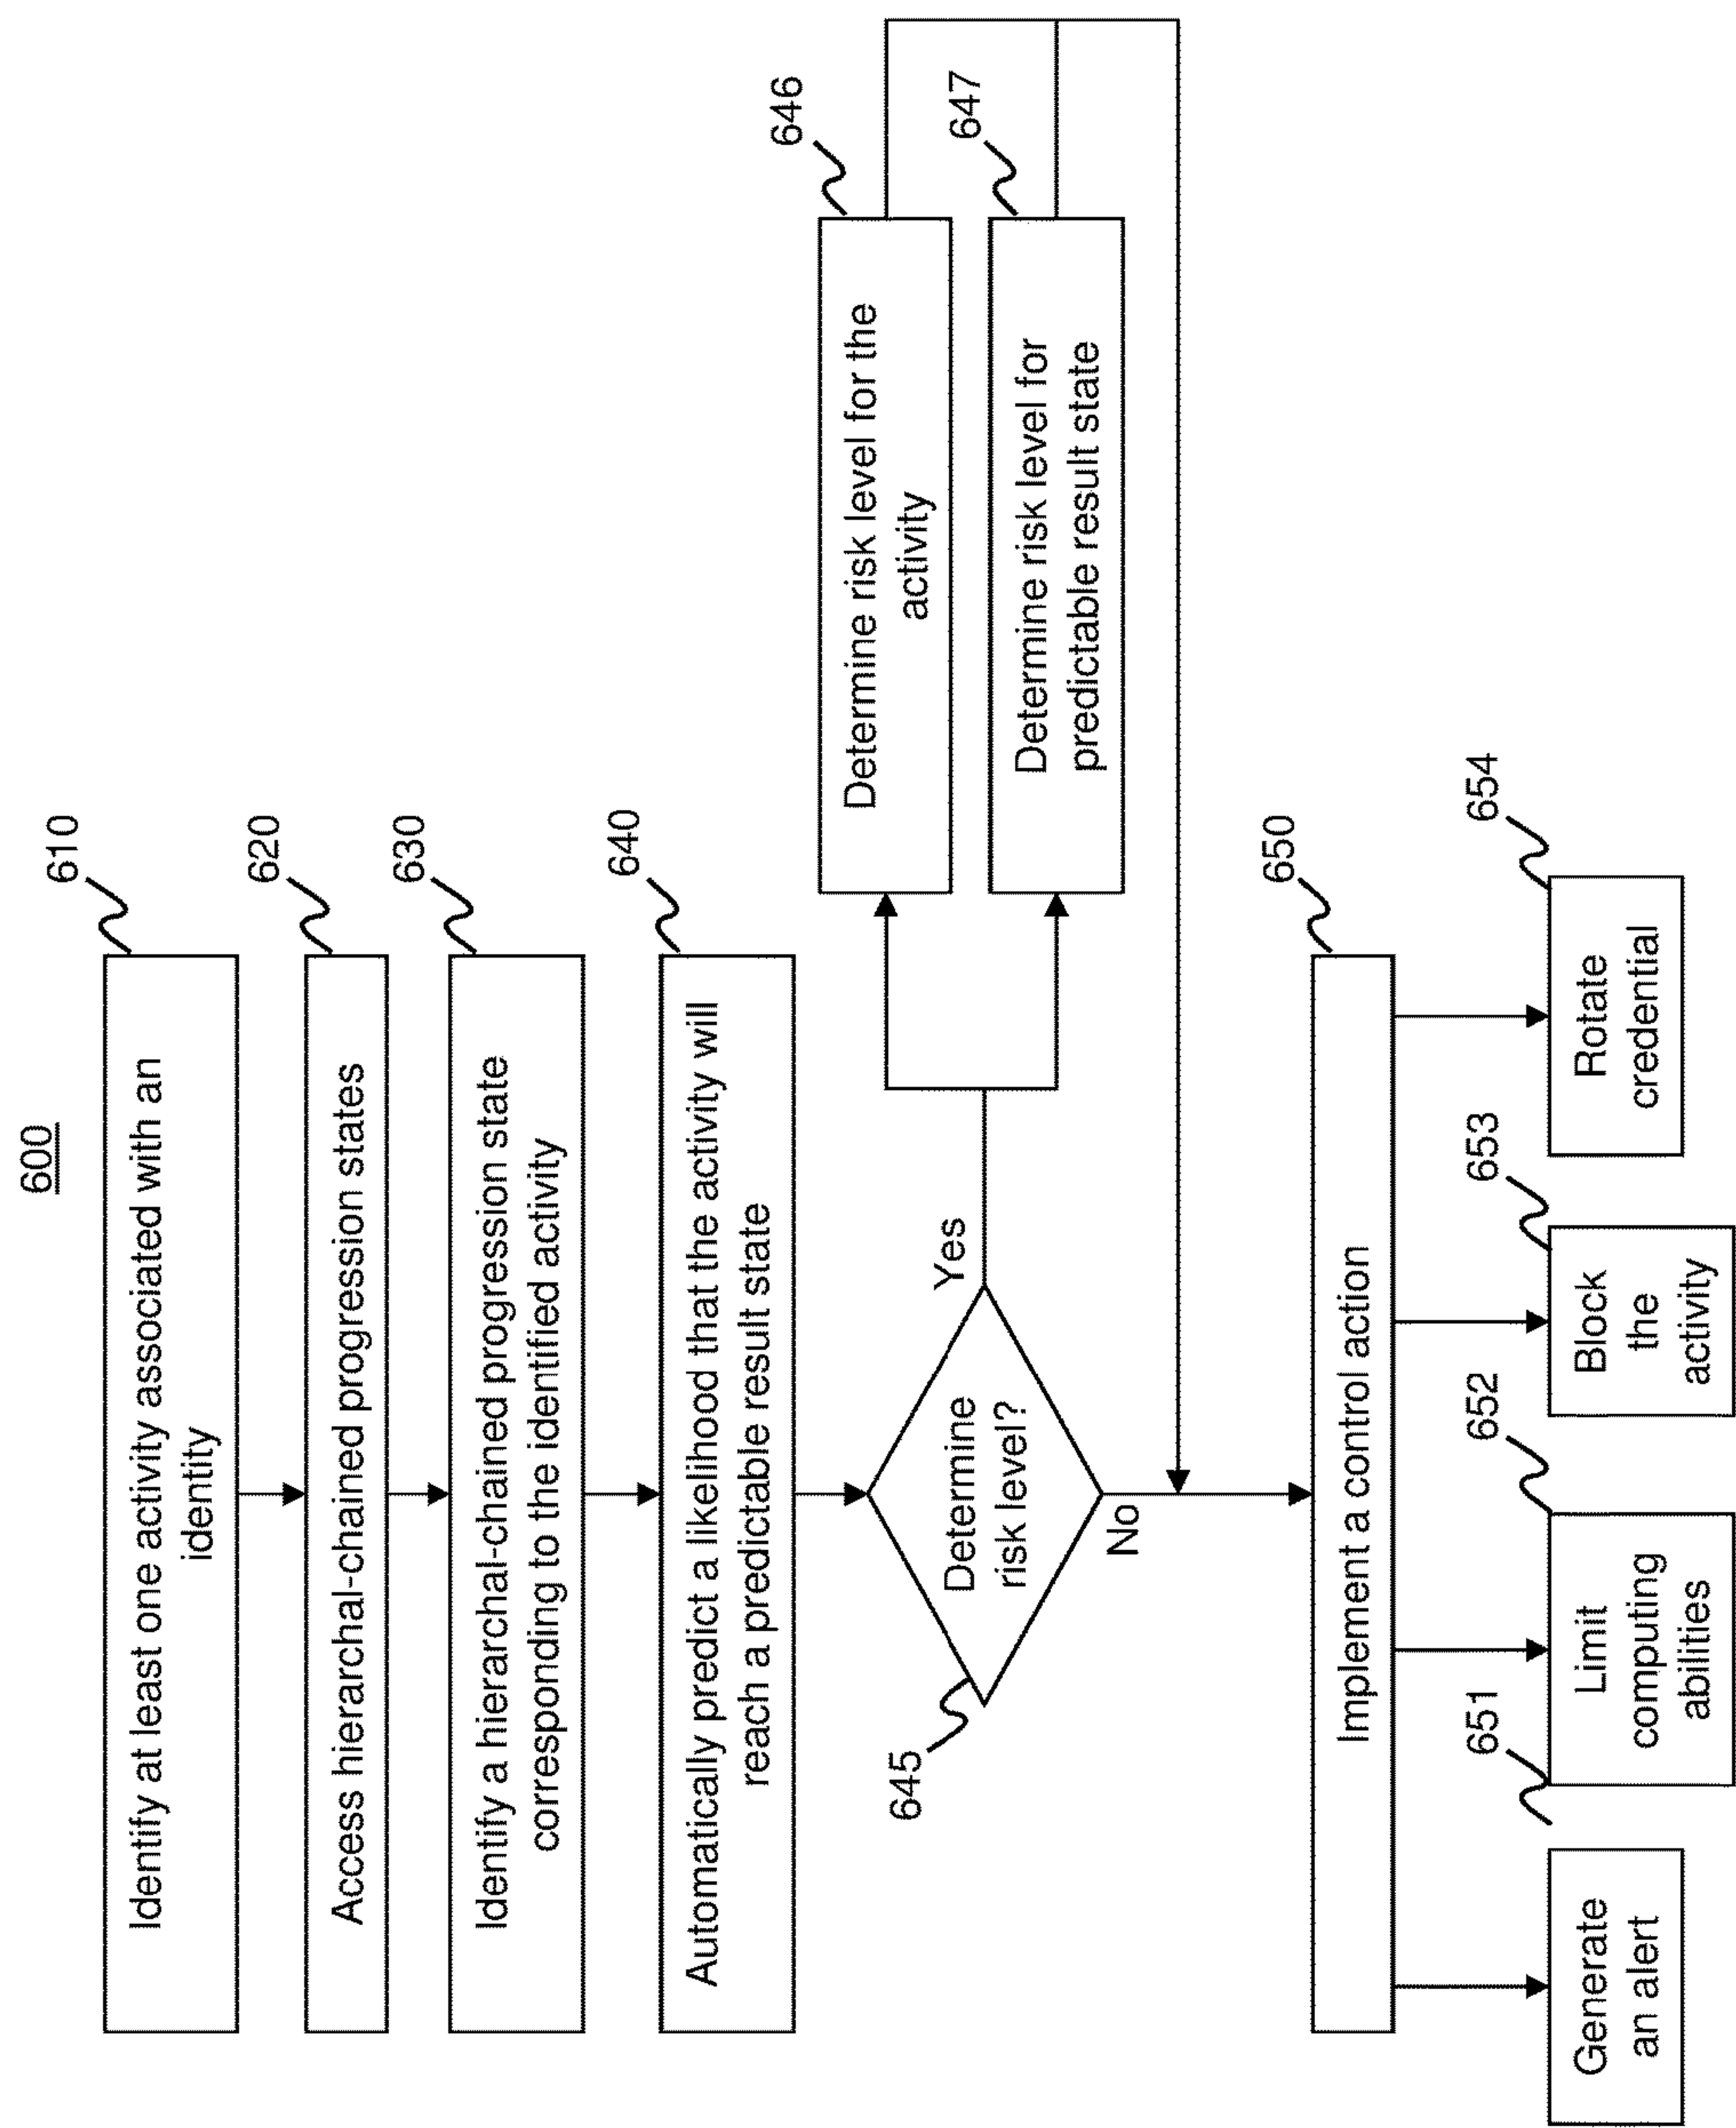 600
610
Identify at least one activity associated with an
identity
620
Access hierarchal-chained progression states
630
Identify a hierarchal-chained progression state
corresponding to the identified activity
640
Automatically predict a likelihood that the activity will
reach a predictable result state
645
Determine
risk level?
Yes
No
646
Determine risk level for the
activity
647
Determine risk level for
predictable result state
650
Implement a control action
651
Generate
an alert
652
Limit
computing
abilities
653
Block
the
activity
654
Rotate
credential